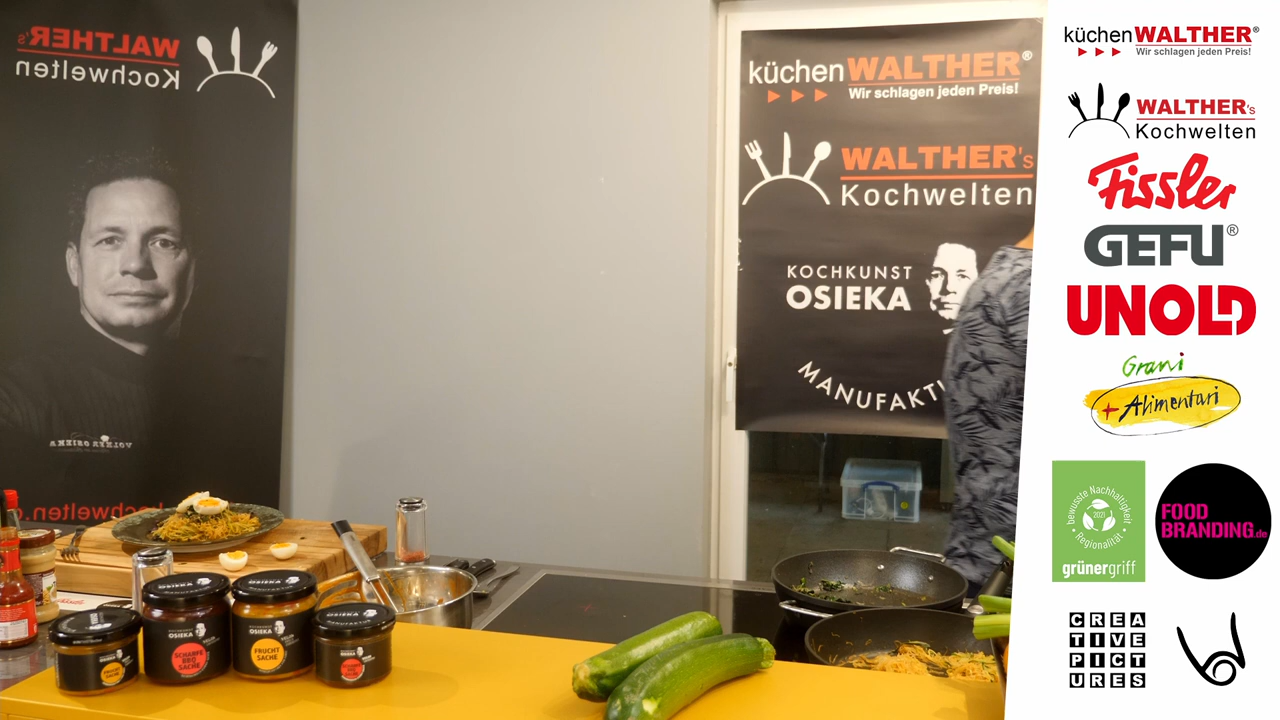 WALTHER's
Kochwelten
VOLKER OSIEKA
küchenWALTHER®
Wir schlagen jeden Preis!
WALTHER's
Kochwelten
KOCHKUNST
OSIEKA
MANUFAKT
OSIEKA
SCHARFE
BBQ
SACHE
OSIEKA
FRUCHT
SACHE
küchenWALTHER®
Wir schlagen jeden Preis!
WALTHER's
Kochwelten
Fissler
GEFU®
UNOLD
Grani
+ Alimentari
bewusste Nachhaltigkeit
2021
Regionalität
grünergriff
FOOD
BRANDING.de
CREA
TIVE
PICT
URES